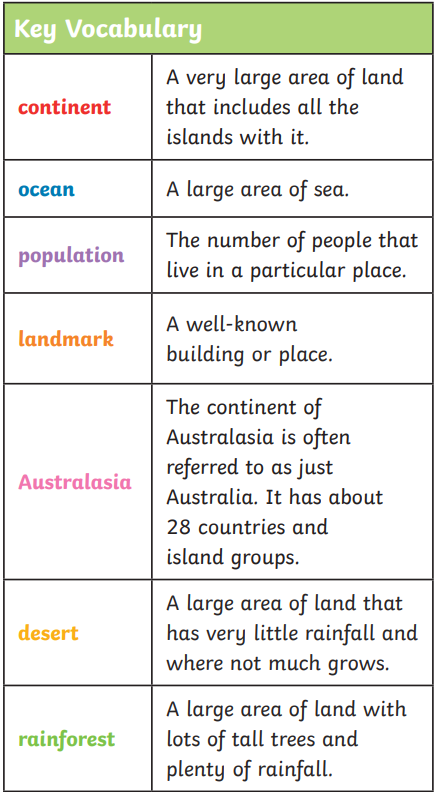 Key Vocabulary
continent
A very large area of land
that includes all the
islands with it.
ocean
A large area of sea.
population
The number of people that
live in a particular place.
landmark
A well-known
building or place.
Australasia
The continent of
Australasia is often
referred to as just
Australia. It has about
28 countries and
island groups.
desert
A large area of land that
has very little rainfall and
where not much grows.
rainforest
A large area of land with
lots of tall trees and
plenty of rainfall.